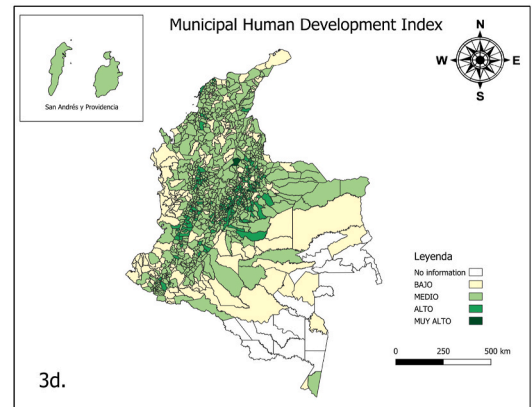 Municipal Human Development Index
N
W
E
S
San Andrés y Providencia
Leyenda
No information
BAJO
MEDIO
ALTO
MUY ALTO
0 250 500 km
3d.